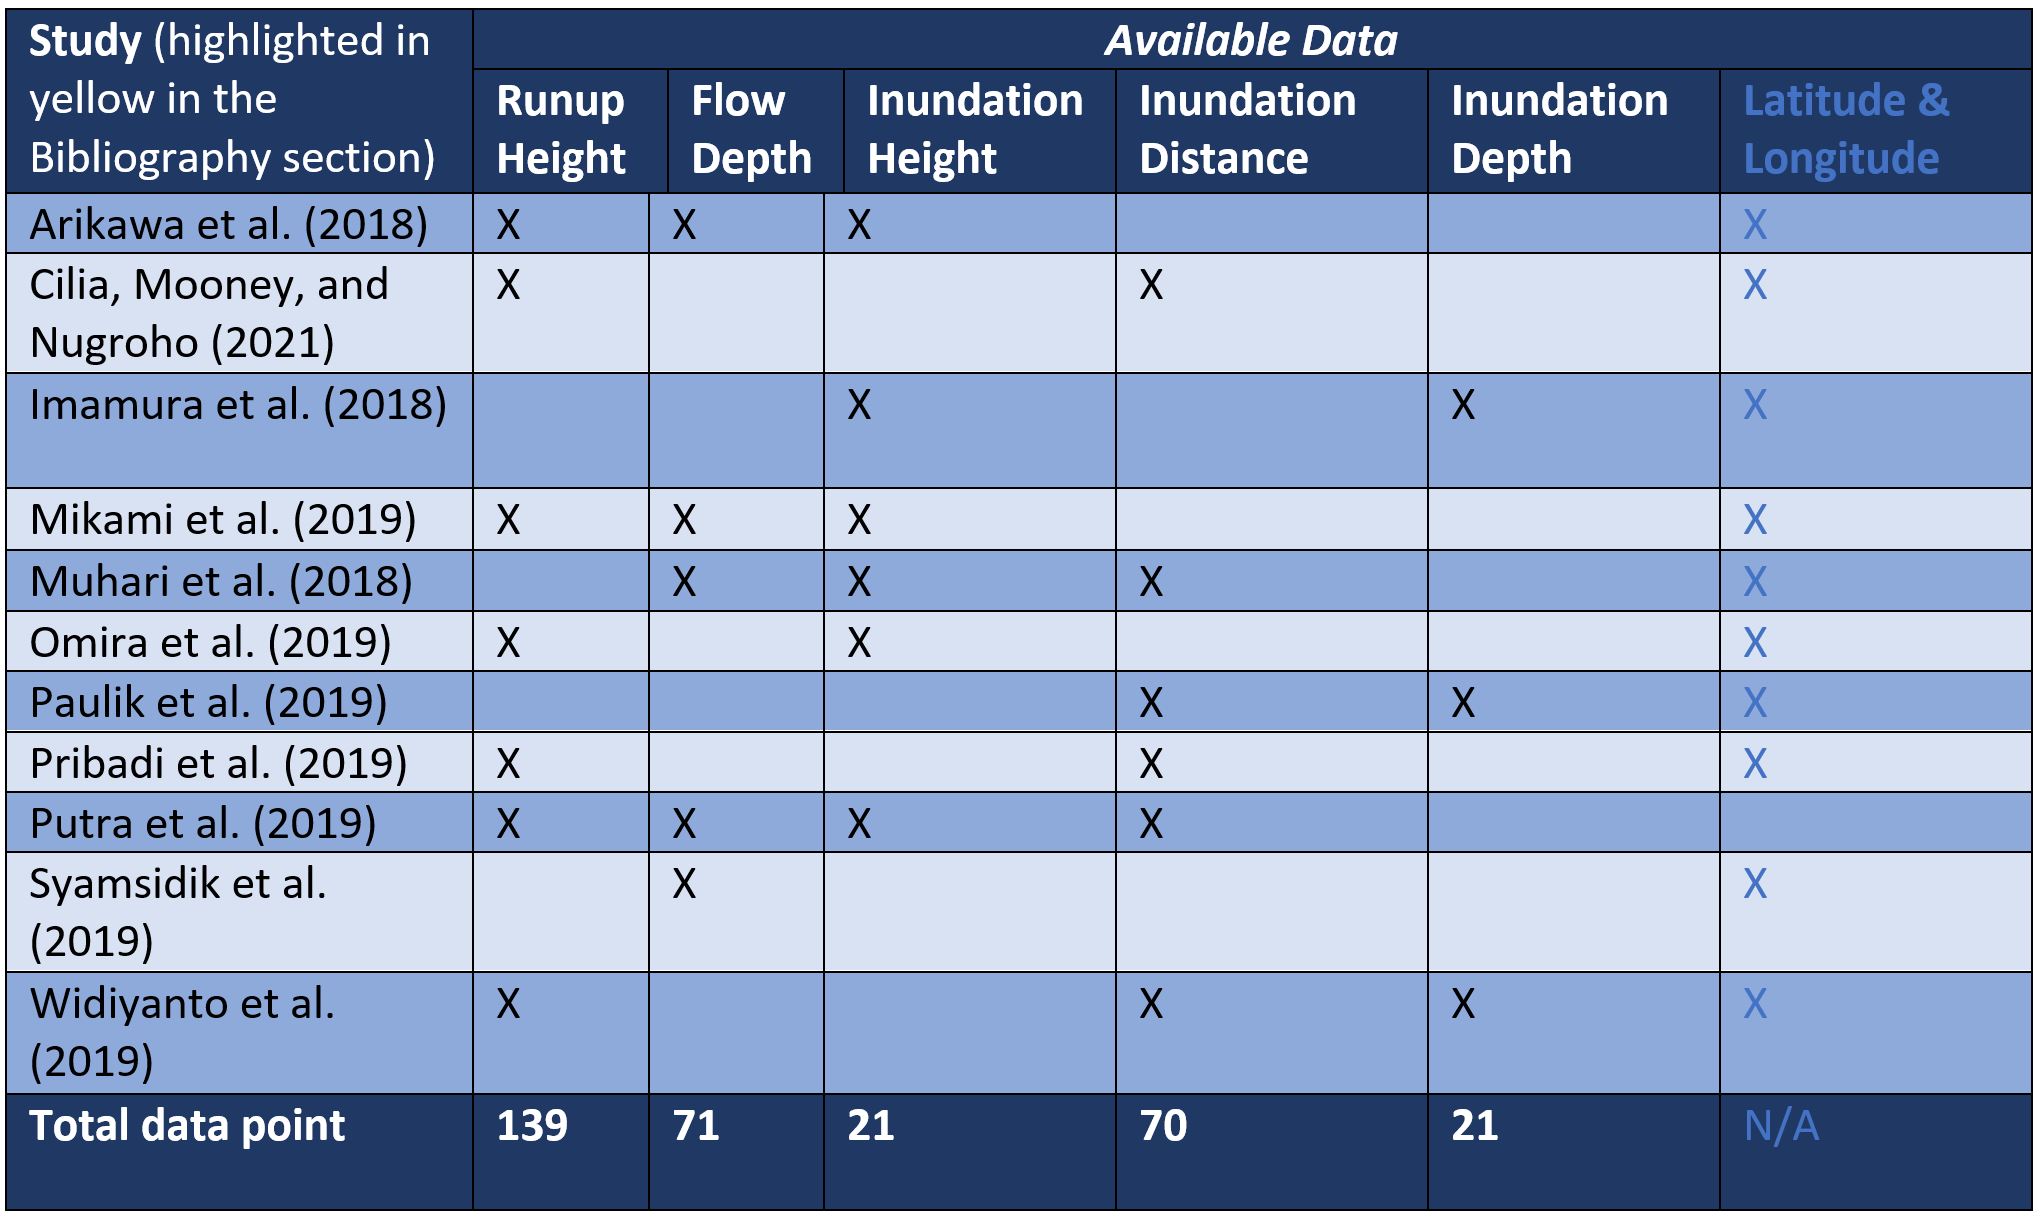 Study (highlighted in yellow in the Bibliography section) Available Data
Runup Height Flow Depth Inundation Height Inundation Distance Inundation Depth Latitude & Longitude
Arikawa et al. (2018) X X X X
Cilia, Mooney, and Nugroho (2021) X X X
Imamura et al. (2018) X X X
Mikami et al. (2019) X X X X
Muhari et al. (2018) X X X X
Omira et al. (2019) X X X
Paulik et al. (2019) X X X
Pribadi et al. (2019) X X X
Putra et al. (2019) X X X X
Syamsidik et al. (2019) X X
Widiyanto et al. (2019) X X X X
Total data point 139 71 21 70 21 N/A